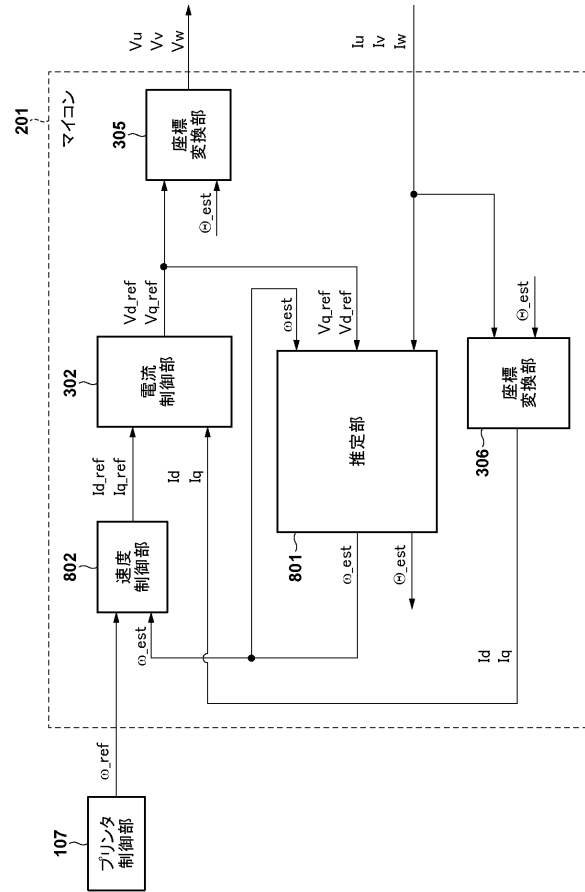 201
マイコン
107
プリンタ
制御部
ω_ref
802
速度
制御部
ω_est
Id_ref
Iq_ref
302
電流
制御部
Id
Iq
Vd_ref
Vq_ref
305
座標
変換部
Θ_est
Vu
Vv
Vw
801
推定部
ωest
Vq_ref
Vd_ref
ω_est
Θ_est
Iu
Iv
Iw
306
座標
変換部
Θ_est
Id
Iq